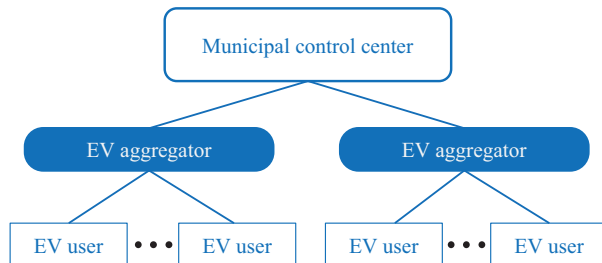 Municipal control center
EV aggregator
EV aggregator
EV user
EV user
EV user
EV user